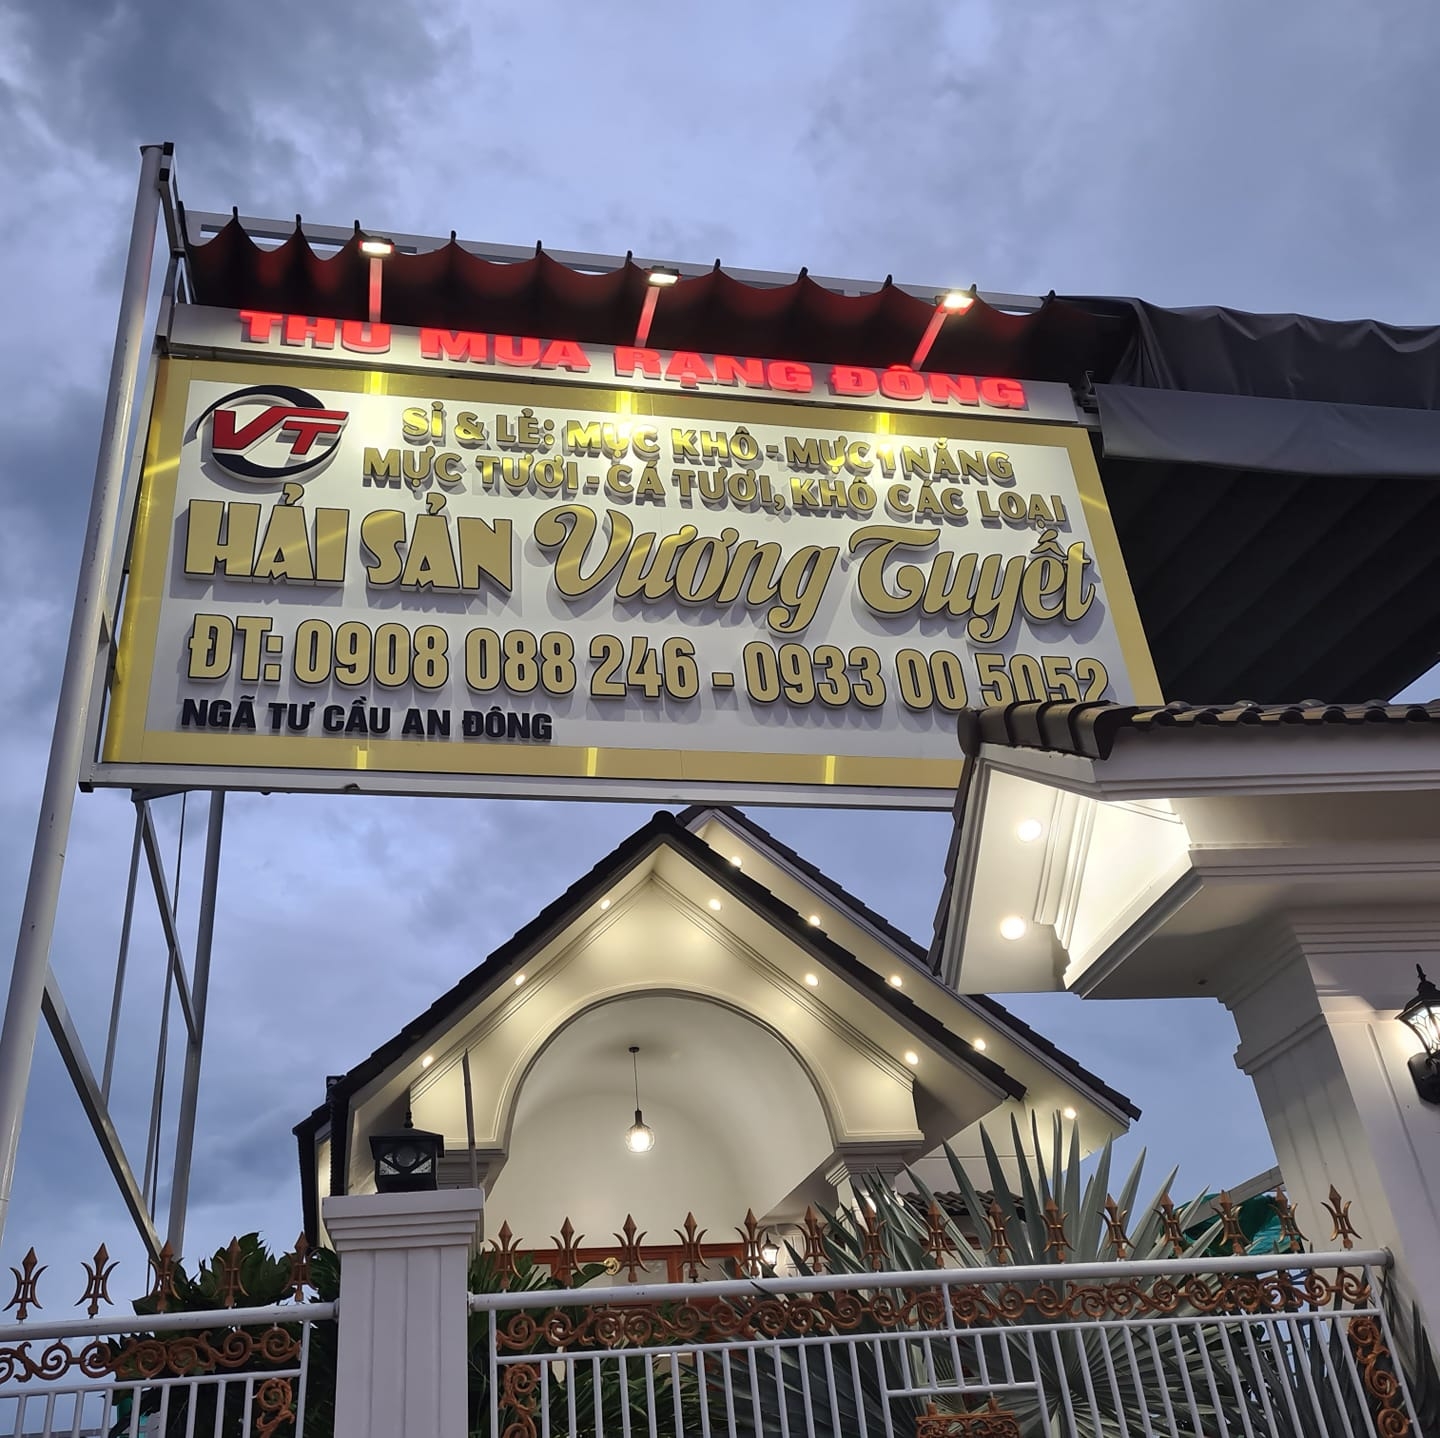 THU MUA RẠNG ĐÔNG
VT
SỈ & LẺ: MỰC KHÔ - MỰC 1 NẮNG
MỰC TƯƠI - CÁ TƯƠI, KHÔ CÁC LOẠI
HẢI SẢN Vương Tuyết
ĐT: 0908 088 246 - 0933 00 5052
NGÃ TƯ CẦU AN ĐÔNG